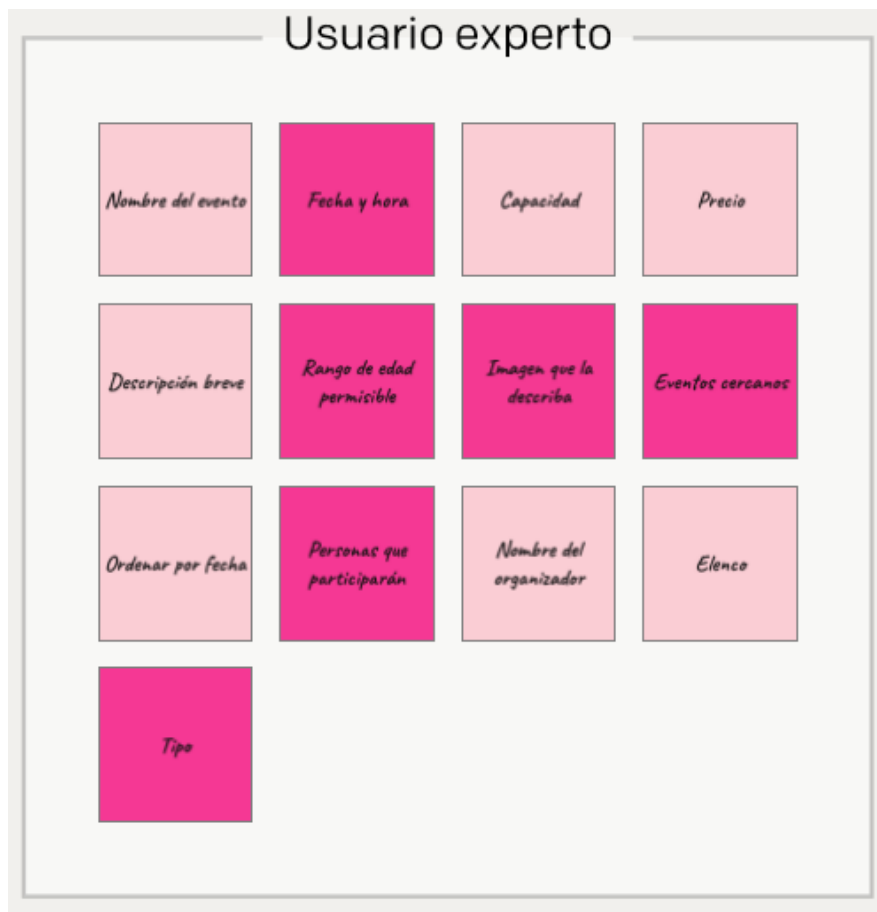 Usuario experto
Nombre del evento
Fecha y hora
Capacidad
Precio
Descripción breve
Rango de edad
permisible
Imagen que la
describa
Eventos cercanos
Ordenar por fecha
Personas que
participarán
Nombre del
organizador
Elenco
Tipo